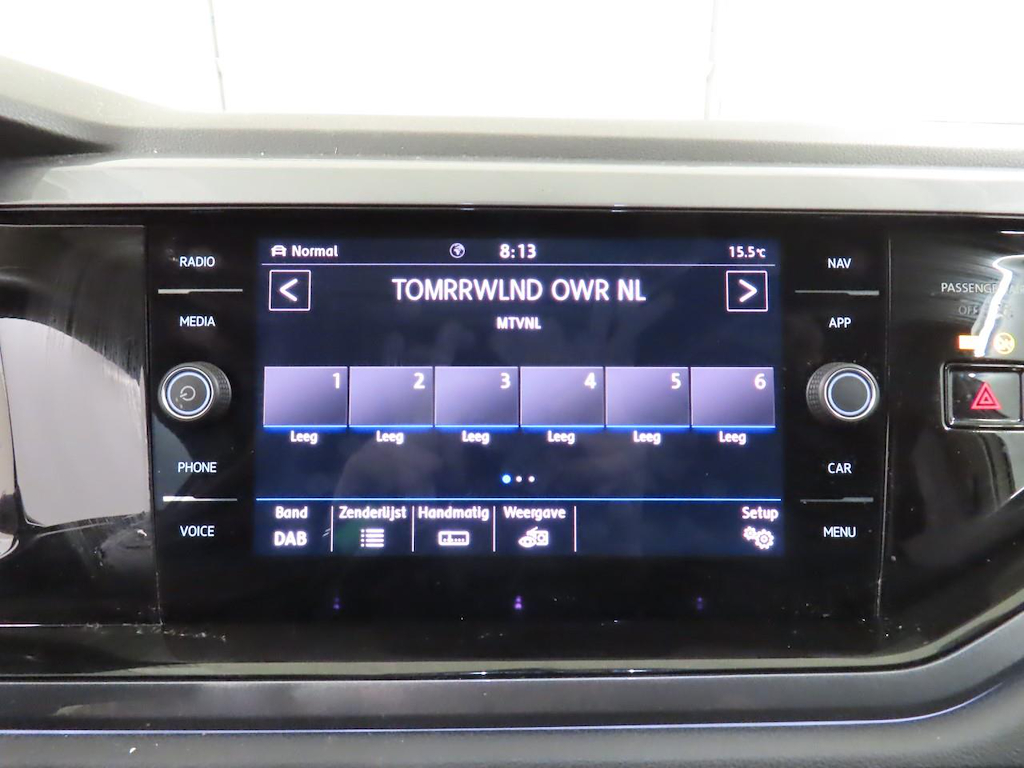 RADIO
MEDIA
PHONE
VOICE
Normal
8:13
15.5°C
TOMRRWLND OWR NL
MTVNL
1 2 3 4 5 6
Leeg Leeg Leeg Leeg Leeg Leeg
Band Zenderlijst Handmatig Weergave Setup
DAB
NAV
APP
CAR
MENU